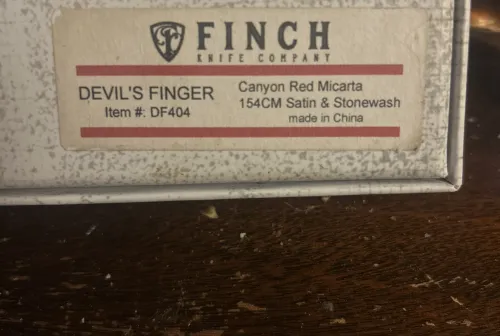 FINCH
KNIFE COMPANY
DEVIL'S FINGER
Item #: DF404
Canyon Red Micarta
154CM Satin & Stonewash
made in China